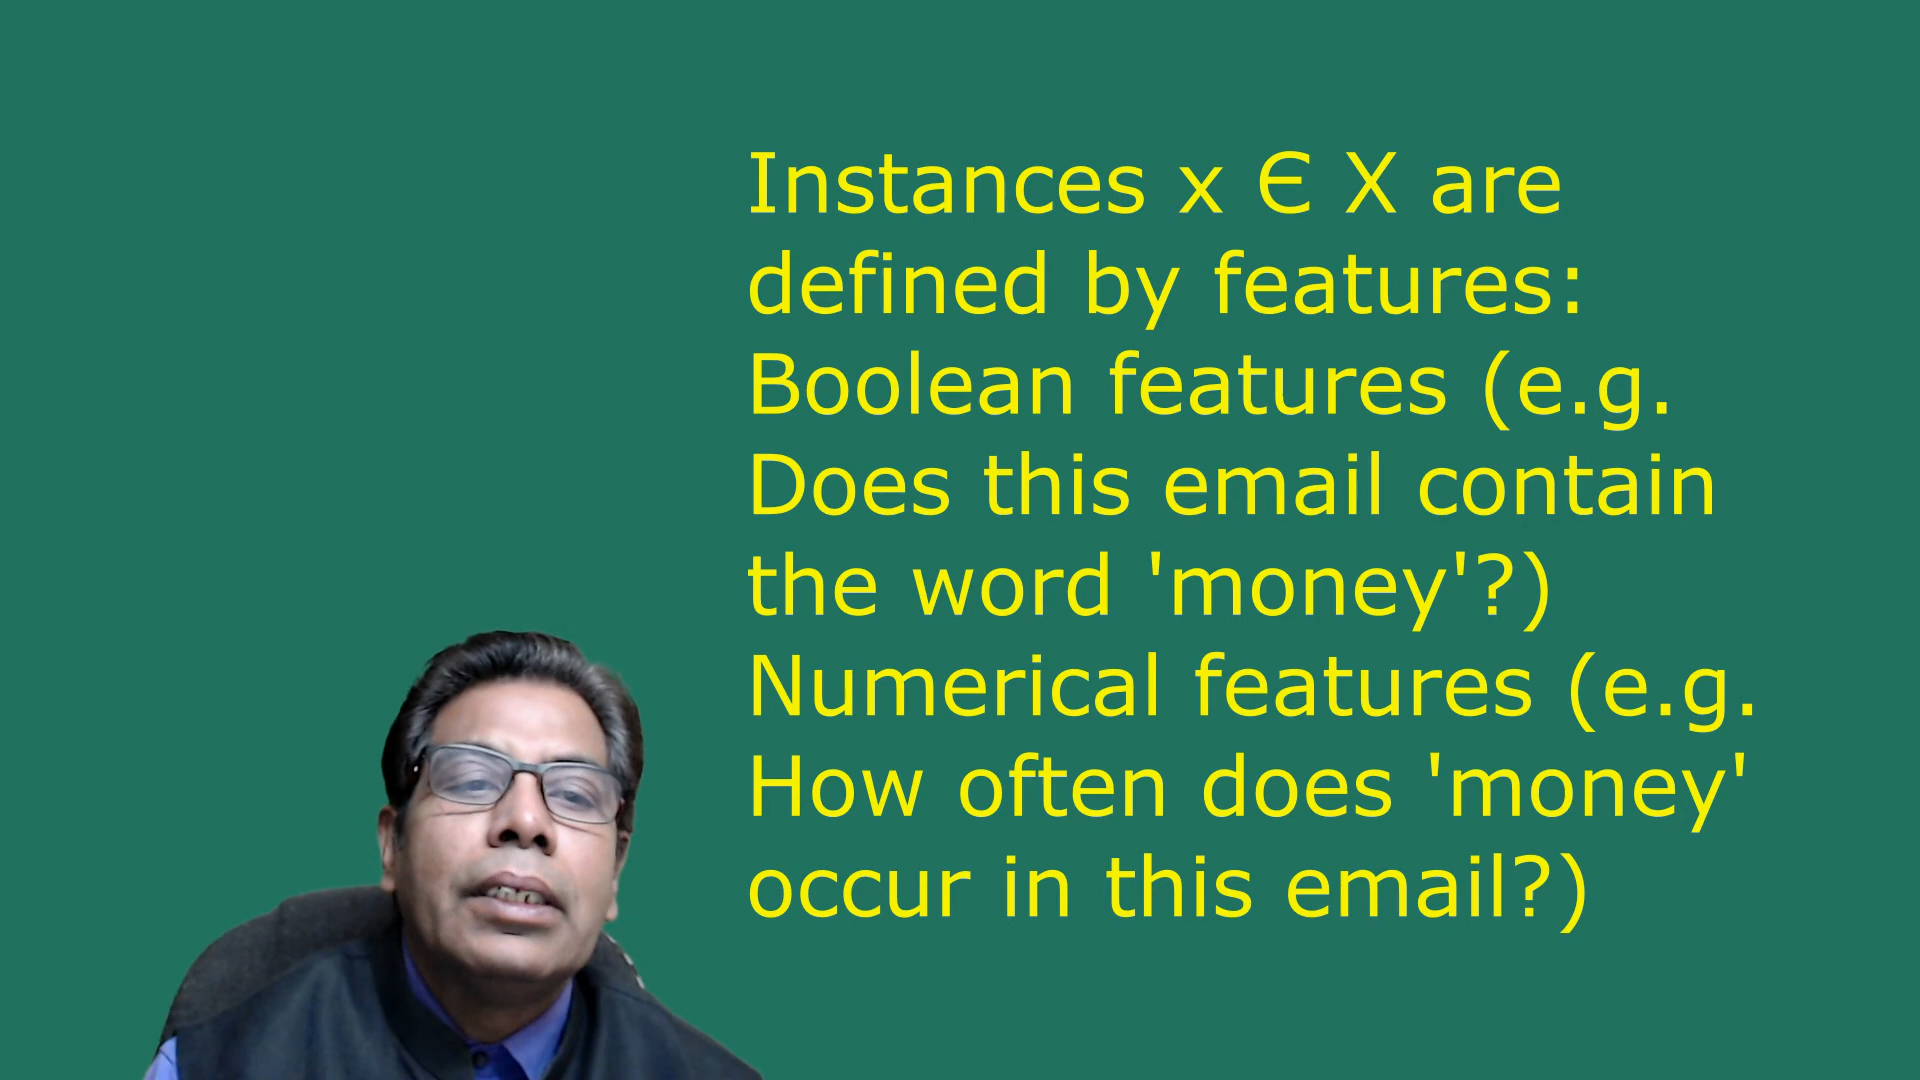 Instances x Є X are
defined by features:
Boolean features (e.g.
Does this email contain
the word 'money'?)
Numerical features (e.g.
How often does 'money'
occur in this email?)